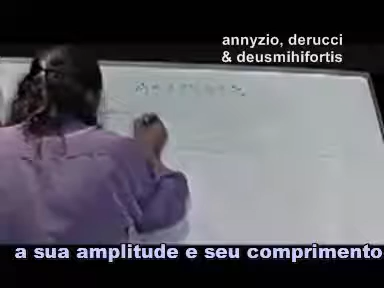 annyzio, derucci
& deusmihifortis
a sua amplitude e seu comprimento